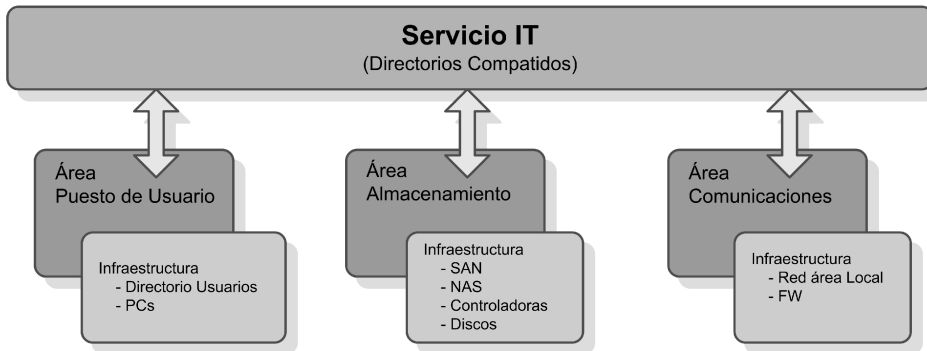 Servicio IT
(Directorios Compatidos)
Área
Puesto de Usuario
Infraestructura
- Directorio Usuarios
- PCs
Área
Almacenamiento
Infraestructura
- SAN
- NAS
- Controladoras
- Discos
Área
Comunicaciones
Infraestructura
- Red área Local
- FW